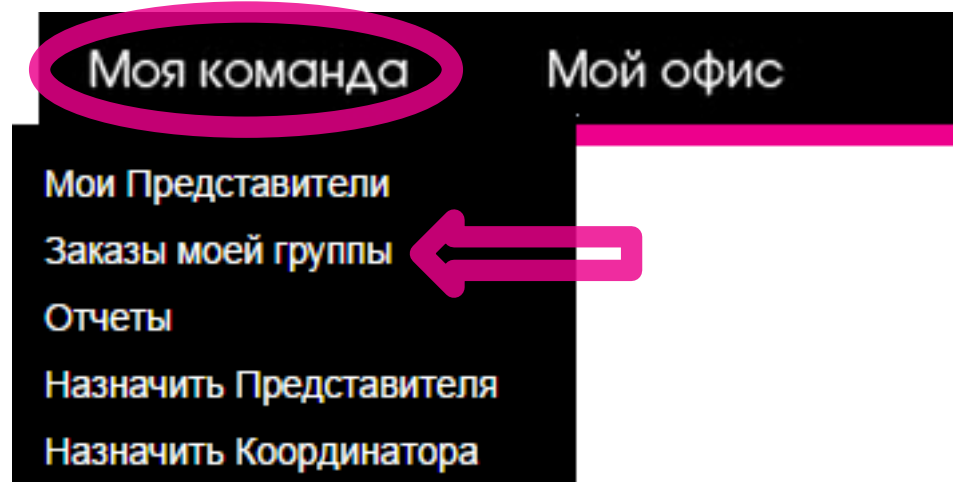 Моя команда Мой офис
Мои Представители
Заказы моей группы
Отчеты
Назначить Представителя
Назначить Координатора